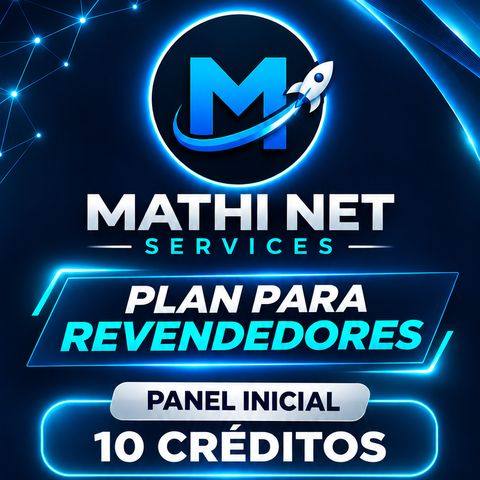 M
MATHI NET
SERVICES
PLAN PARA
REVENDEDORES
PANEL INICIAL
10 CRÉDITOS